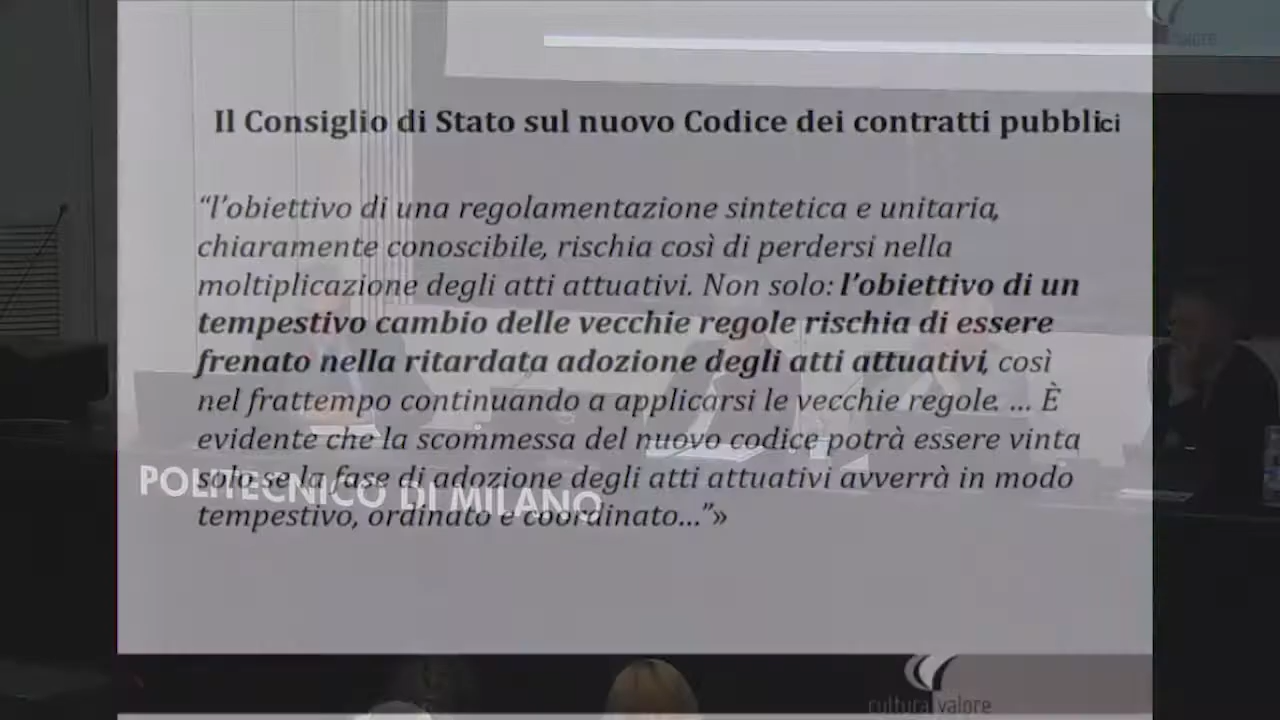 Il Consiglio di Stato sul nuovo Codice dei contratti pubblici
“l’obiettivo di una regolamentazione sintetica e unitaria,
chiaramente conoscibile, rischia così di perdersi nella
moltiplicazione degli atti attuativi. Non solo: l’obiettivo di un
tempestivo cambio delle vecchie regole rischia di essere
frenato nella ritardata adozione degli atti attuativi, così
nel frattempo continuando a applicarsi le vecchie regole. ... È
evidente che la scommessa del nuovo codice potrà essere vinta
solo se la fase di adozione degli atti attuativi avverrà in modo
tempestivo, ordinato e coordinato...”»
POLITECNICO DI MILANO
cultura valore